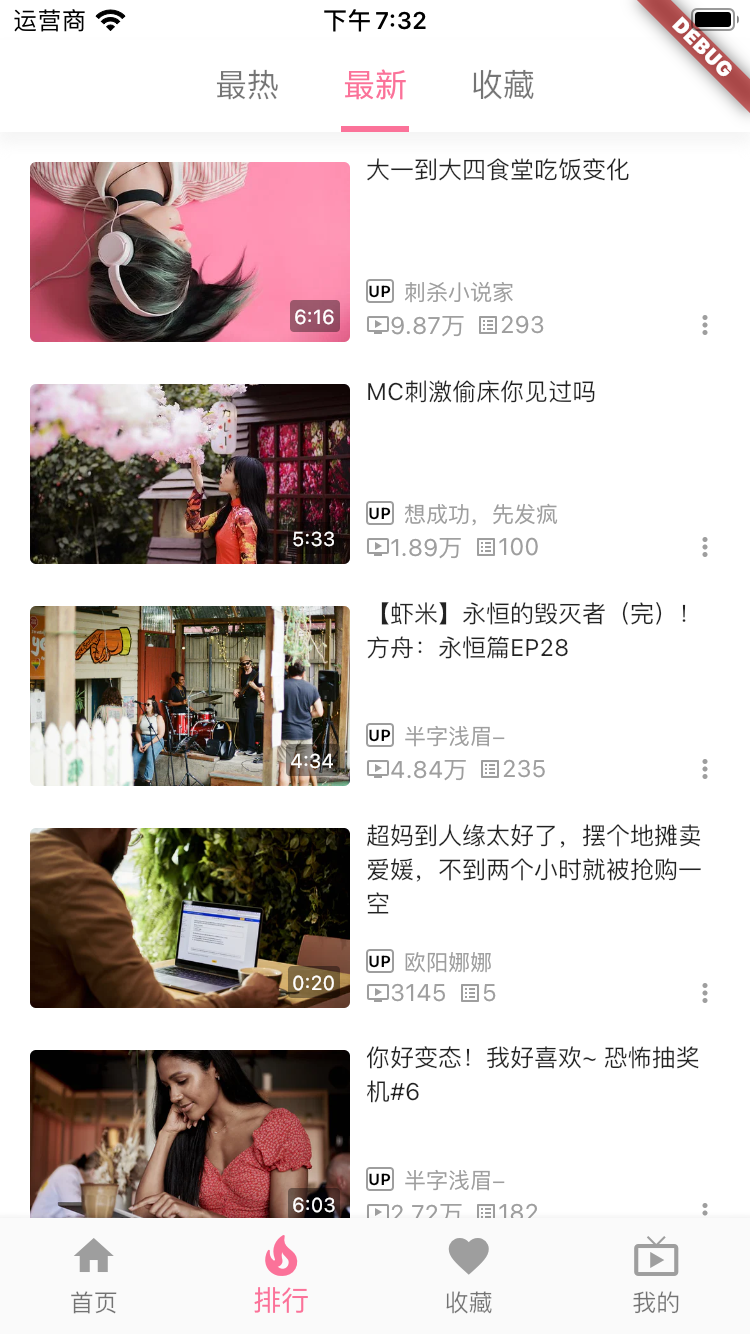 运营商 下午7:32
DEBUG
最热 最新 收藏
大一到大四食堂吃饭变化
UP 刺杀小说家
6:16
9.87万 293
MC刺激偷床你见过吗
UP 想成功，先发疯
5:33
1.89万 100
【虾米】永恒的毁灭者（完）！
方舟：永恒篇EP28
UP 半字浅眉–
4:34
4.84万 235
超妈到人缘太好了，摆个地摊卖
爱媛，不到两个小时就被抢购一
空
UP 欧阳娜娜
0:20
3145 5
你好变态！我好喜欢~ 恐怖抽奖
机#6
UP 半字浅眉–
6:03
2.72万 182
首页 排行 收藏 我的